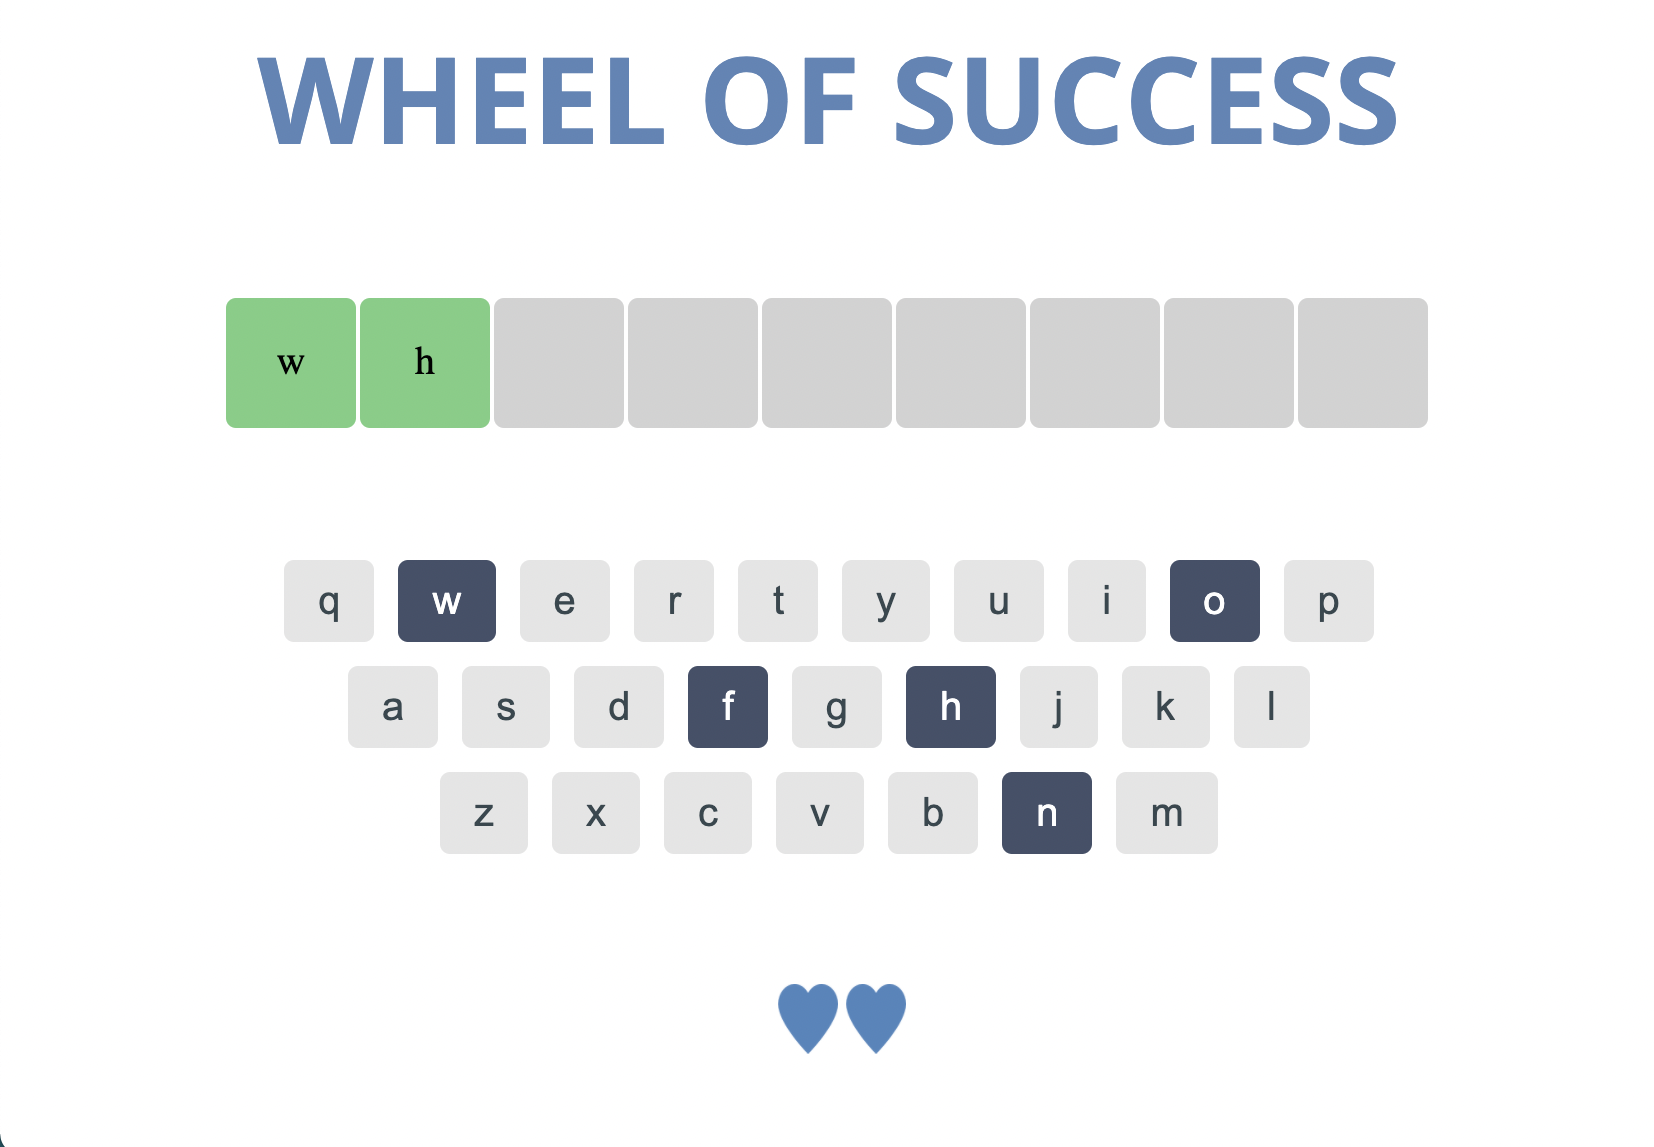 WHEEL OF SUCCESS
w h
q w e r t y u i o p
a s d f g h j k l
z x c v b n m